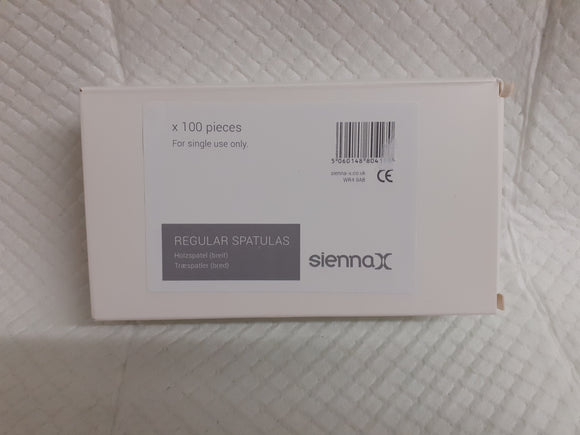 x 100 pieces
For single use only.
sienna-x.co.uk
WR4 9AB
CE
REGULAR SPATULAS
Holzspatel (breit)
Træspatler (bred)
siennaX